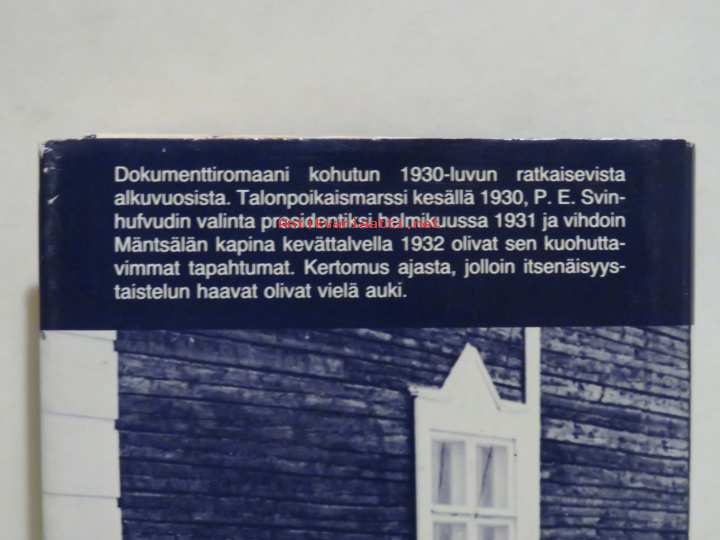 Dokumenttiromaani kohutun 1930-luvun ratkaisevista
alkuvuosista. Talonpoikaismarssi kesällä 1930, P. E. Svin-
hufvudin valinta presidentiksi helmikuussa 1931 ja vihdoin
Mäntsälän kapina kevättalvella 1932 olivat sen kuohutta-
vimmat tapahtumat. Kertomus ajasta, jolloin itsenäisyys-
taistelun haavat olivat vielä auki.